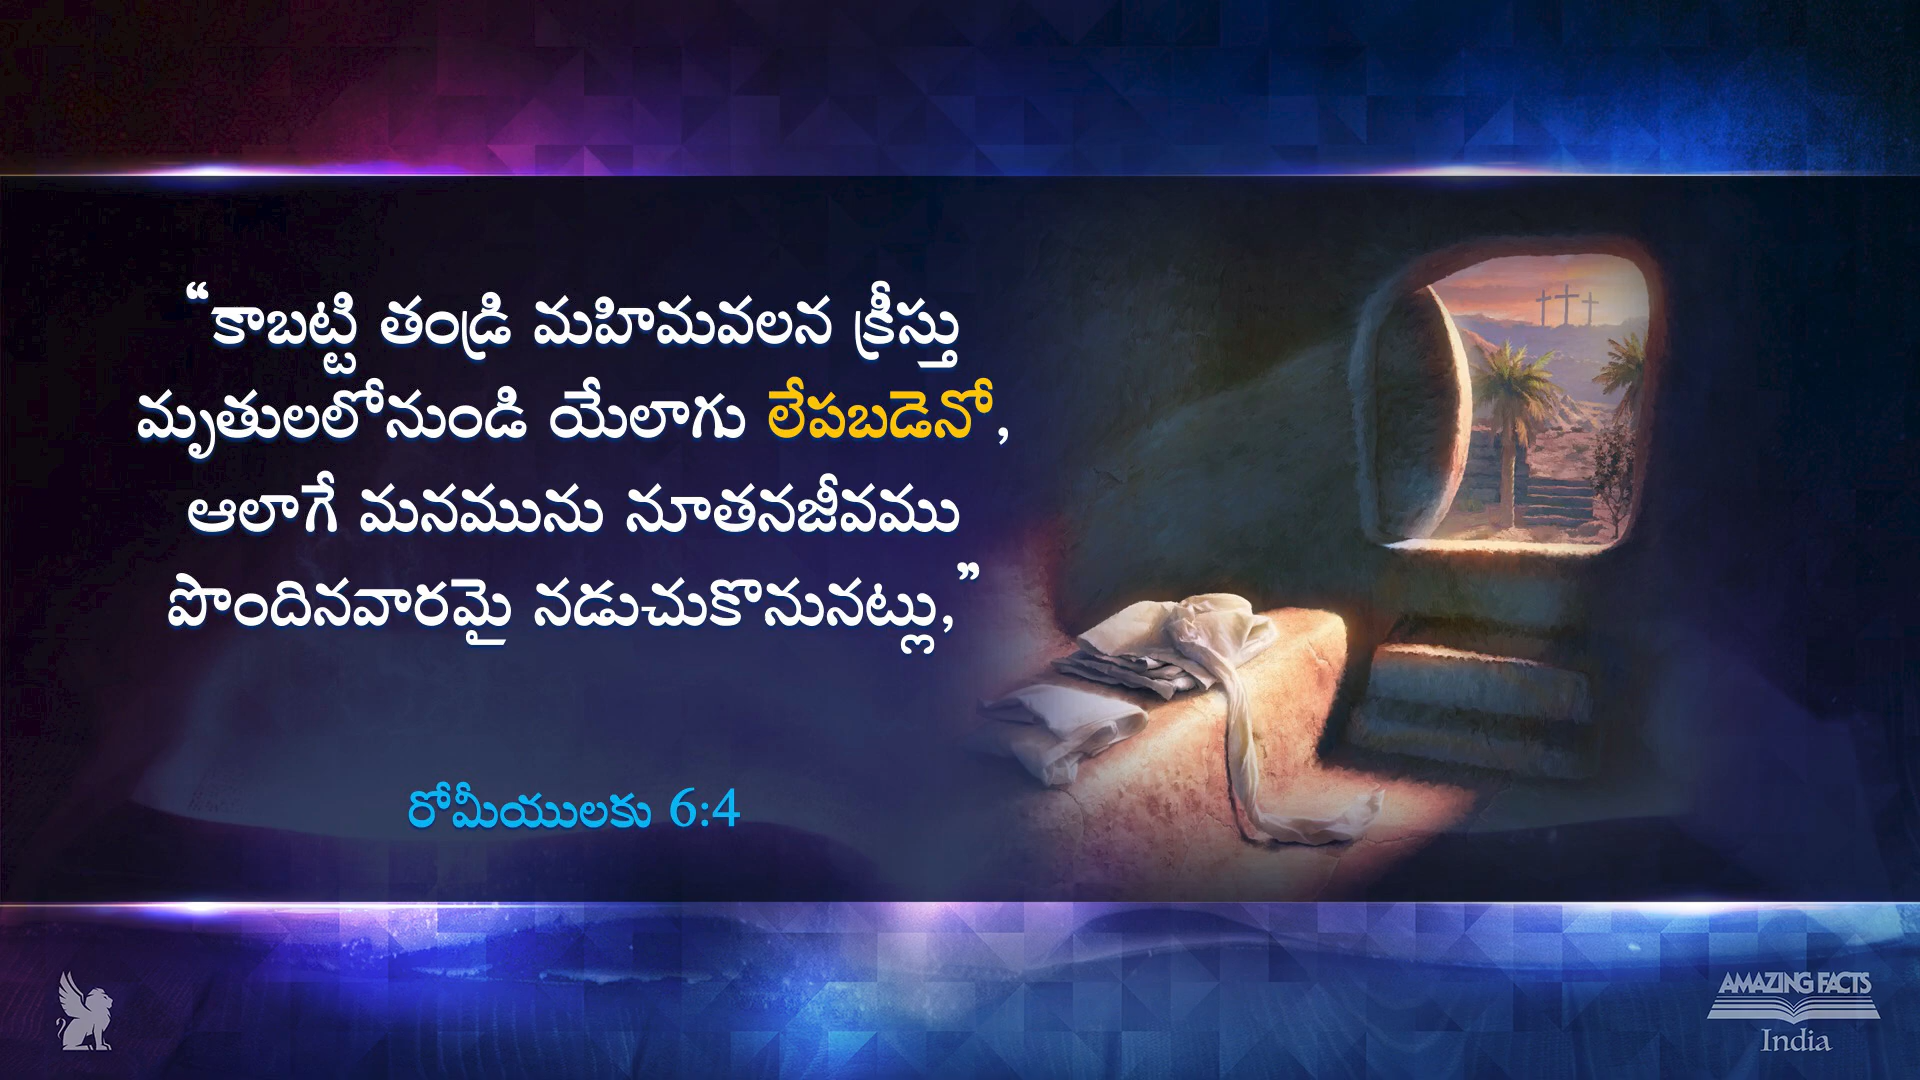 “కాబట్టి తండ్రి మహిమవలన క్రీస్తు
మృతులలోనుండి యేలాగు లేపబడెనో,
ఆలాగే మనమును నూతనజీవము
పొందినవారమై నడుచుకొనునట్లు,”
రోమీయులకు 6:4
AMAZING FACTS
India